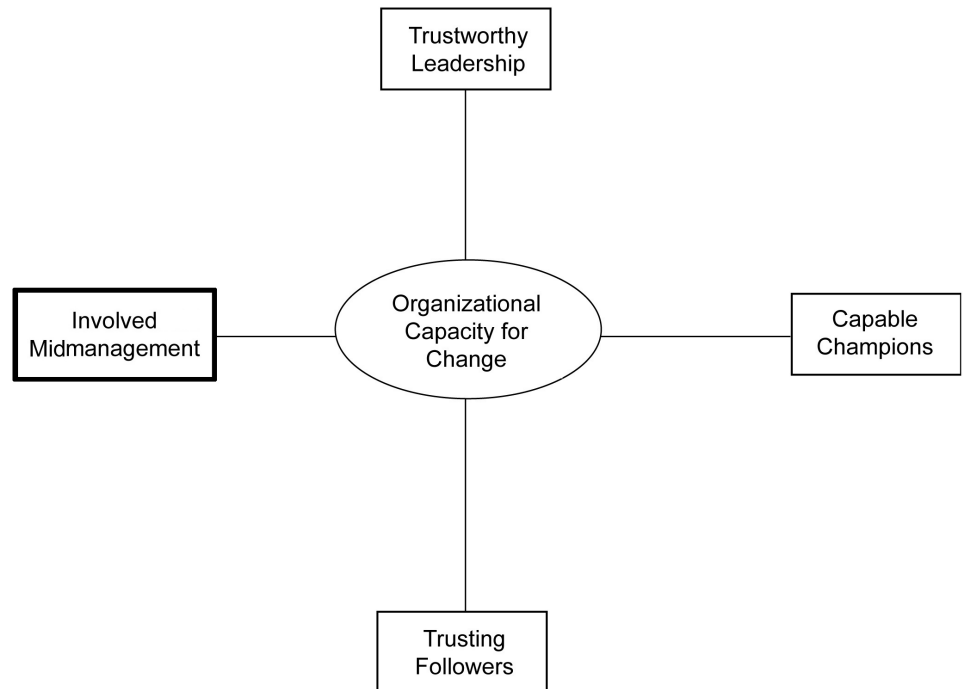 Trustworthy
Leadership
Involved
Midmanagement
Organizational
Capacity for
Change
Capable
Champions
Trusting
Followers